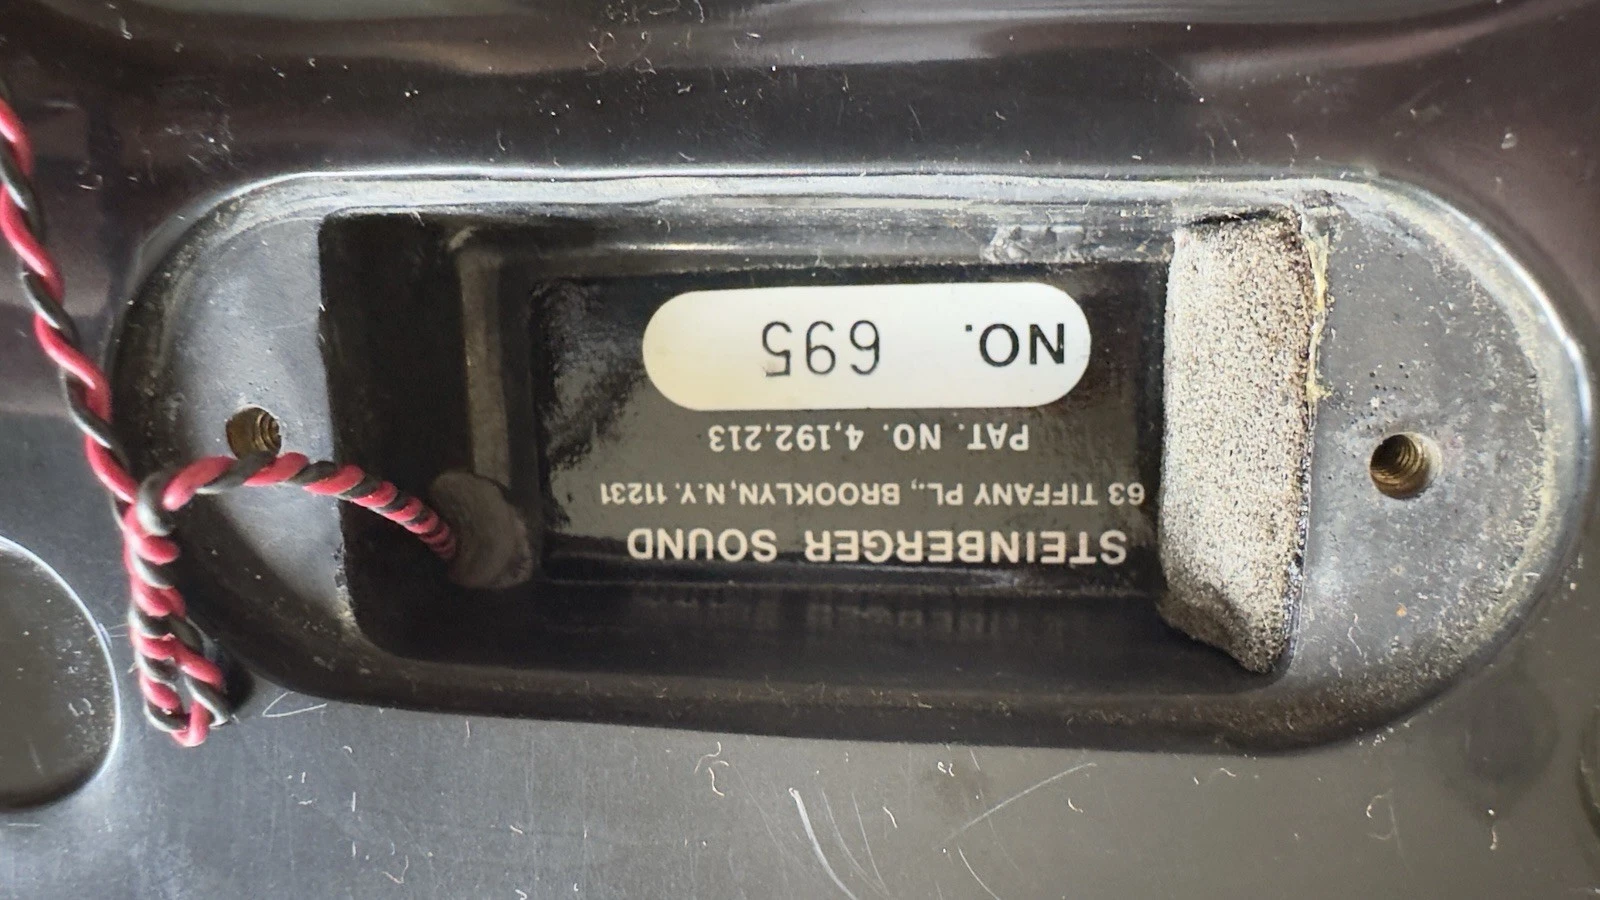 STEINBERGER SOUND
63 TIFFANY PL., BROOKLYN, N.Y. 11231
PAT. NO. 4,192,213
NO. 695